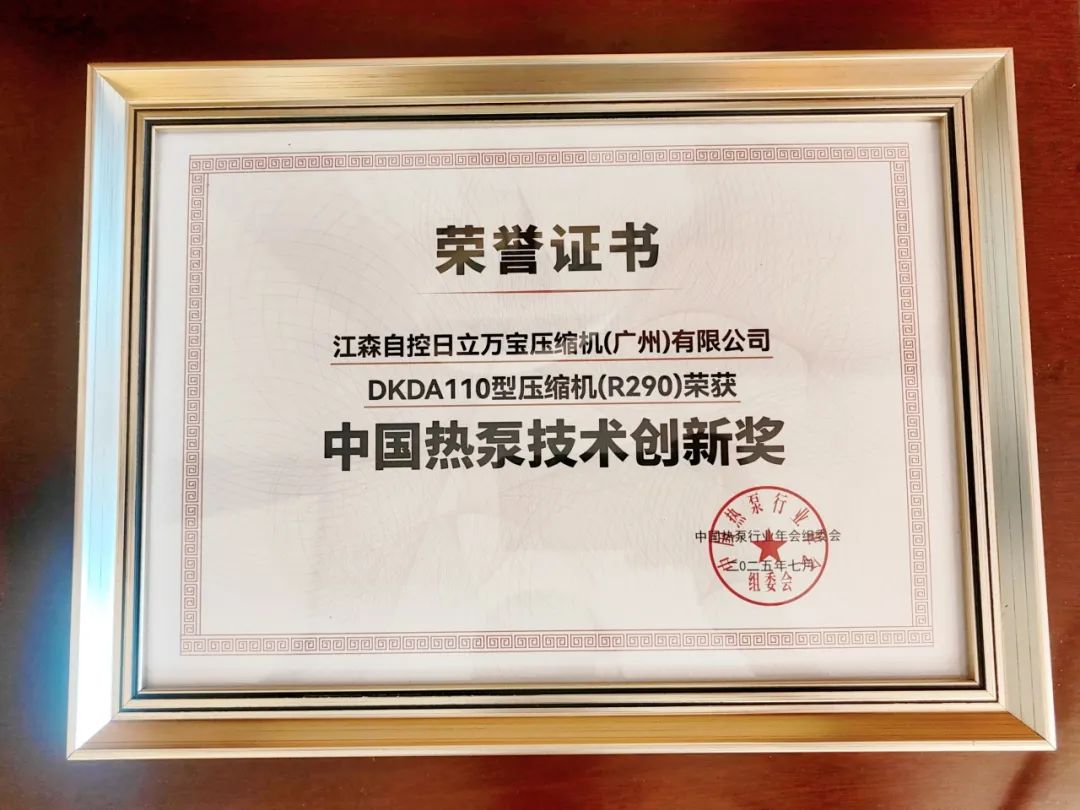 荣誉证书
江森自控日立万宝压缩机(广州)有限公司
DKDA110型压缩机(R290)荣获
中国热泵技术创新奖
中国热泵行业年会组委会
二〇二五年七月
组委会